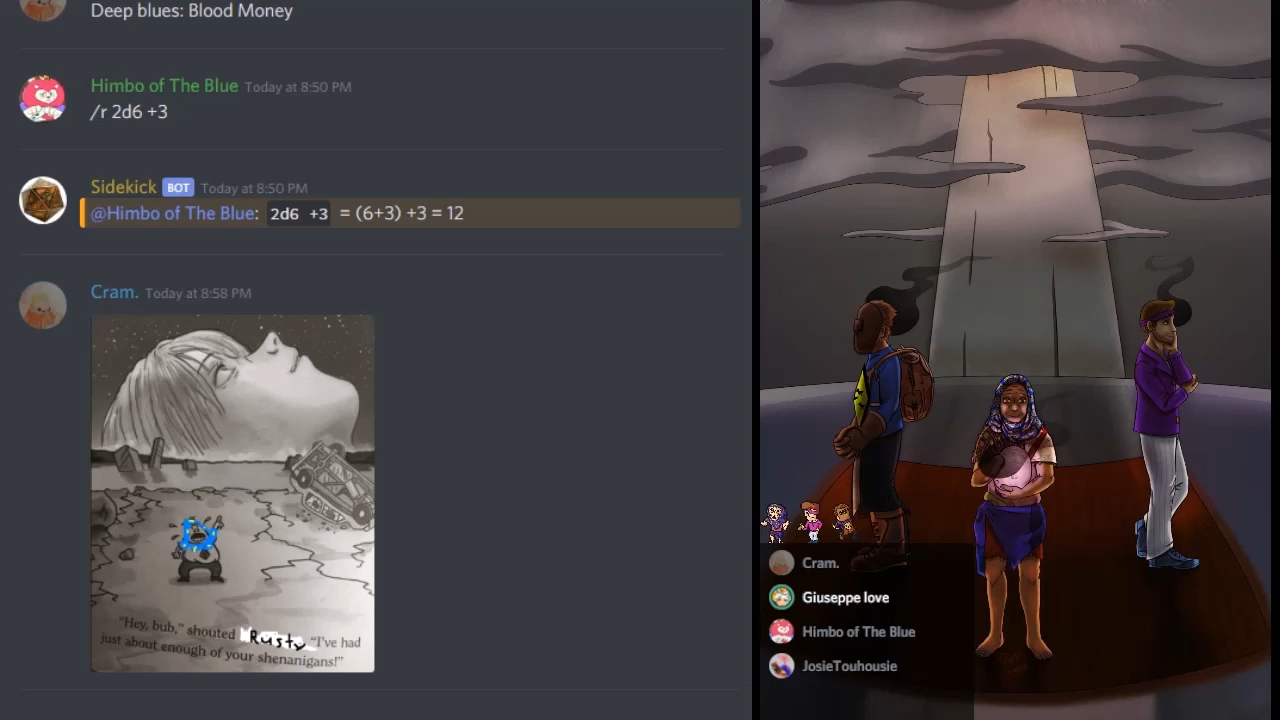 Deep blues: Blood Money
Himbo of The Blue Today at 8:50 PM
/r 2d6 +3
Sidekick BOT Today at 8:50 PM
@Himbo of The Blue: 2d6 +3 = (6+3) +3 = 12
Cram. Today at 8:58 PM
"Hey, bub," shouted Rusty "I've had
just about enough of your shenanigans!"
Cram.
Giuseppe love
Himbo of The Blue
JosieTouhousie